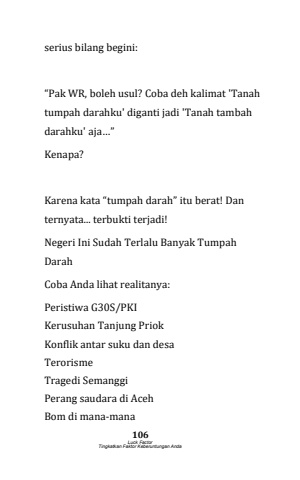 serius bilang begini:
“Pak WR, boleh usul? Coba deh kalimat 'Tanah
tumpah darahku' diganti jadi 'Tanah tambah
darahku' aja…”
Kenapa?
Karena kata “tumpah darah” itu berat! Dan
ternyata... terbukti terjadi!
Negeri Ini Sudah Terlalu Banyak Tumpah
Darah
Coba Anda lihat realitanya:
Peristiwa G30S/PKI
Kerusuhan Tanjung Priok
Konflik antar suku dan desa
Terorisme
Tragedi Semanggi
Perang saudara di Aceh
Bom di mana-mana
106
Luck Factor
Tingkatkan Faktor Keberuntungan Anda